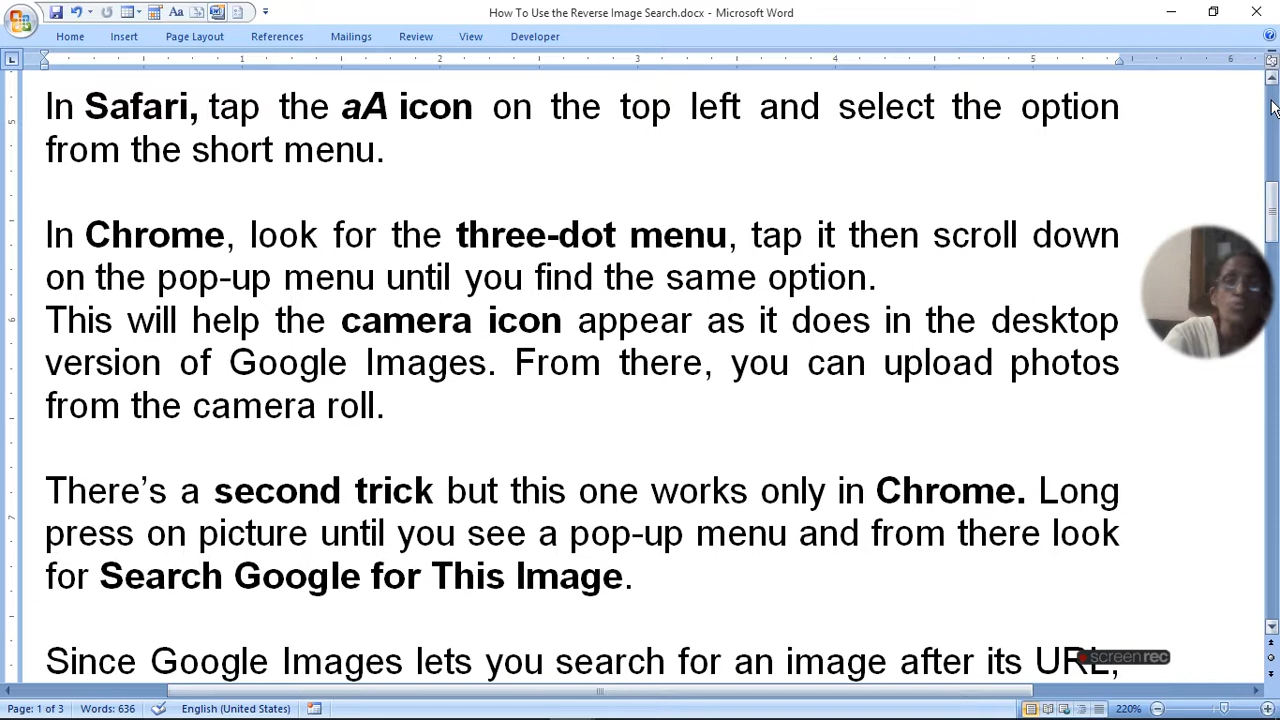 How To Use the Reverse Image Search.docx - Microsoft Word
Home Insert Page Layout References Mailings Review View Developer
1 2 3 4 5 6
In Safari, tap the aA icon on the top left and select the option
from the short menu.
In Chrome, look for the three-dot menu, tap it then scroll down
on the pop-up menu until you find the same option.
This will help the camera icon appear as it does in the desktop
version of Google Images. From there, you can upload photos
from the camera roll.
There’s a second trick but this one works only in Chrome. Long
press on picture until you see a pop-up menu and from there look
for Search Google for This Image.
Since Google Images lets you search for an image after its URL,
screenrec
Page: 1 of 3 Words: 636 English (United States) 220%